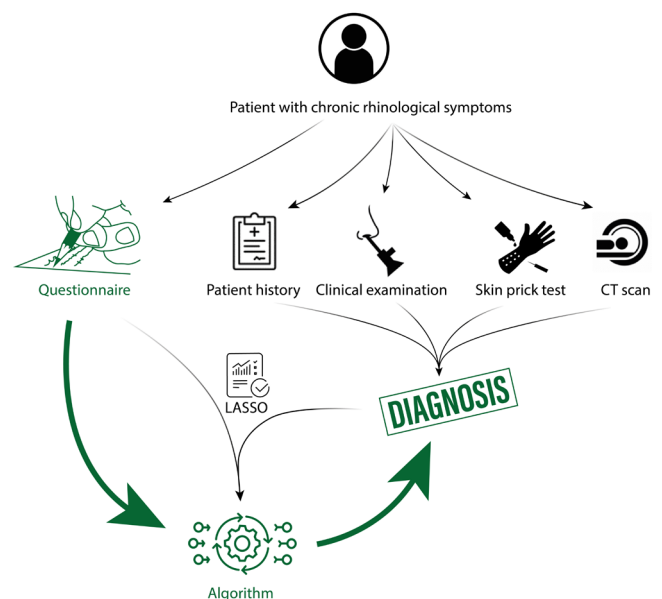 Patient with chronic rhinological symptoms
Questionnaire
Patient history
Clinical examination
Skin prick test
CT scan
LASSO
DIAGNOSIS
Algorithm